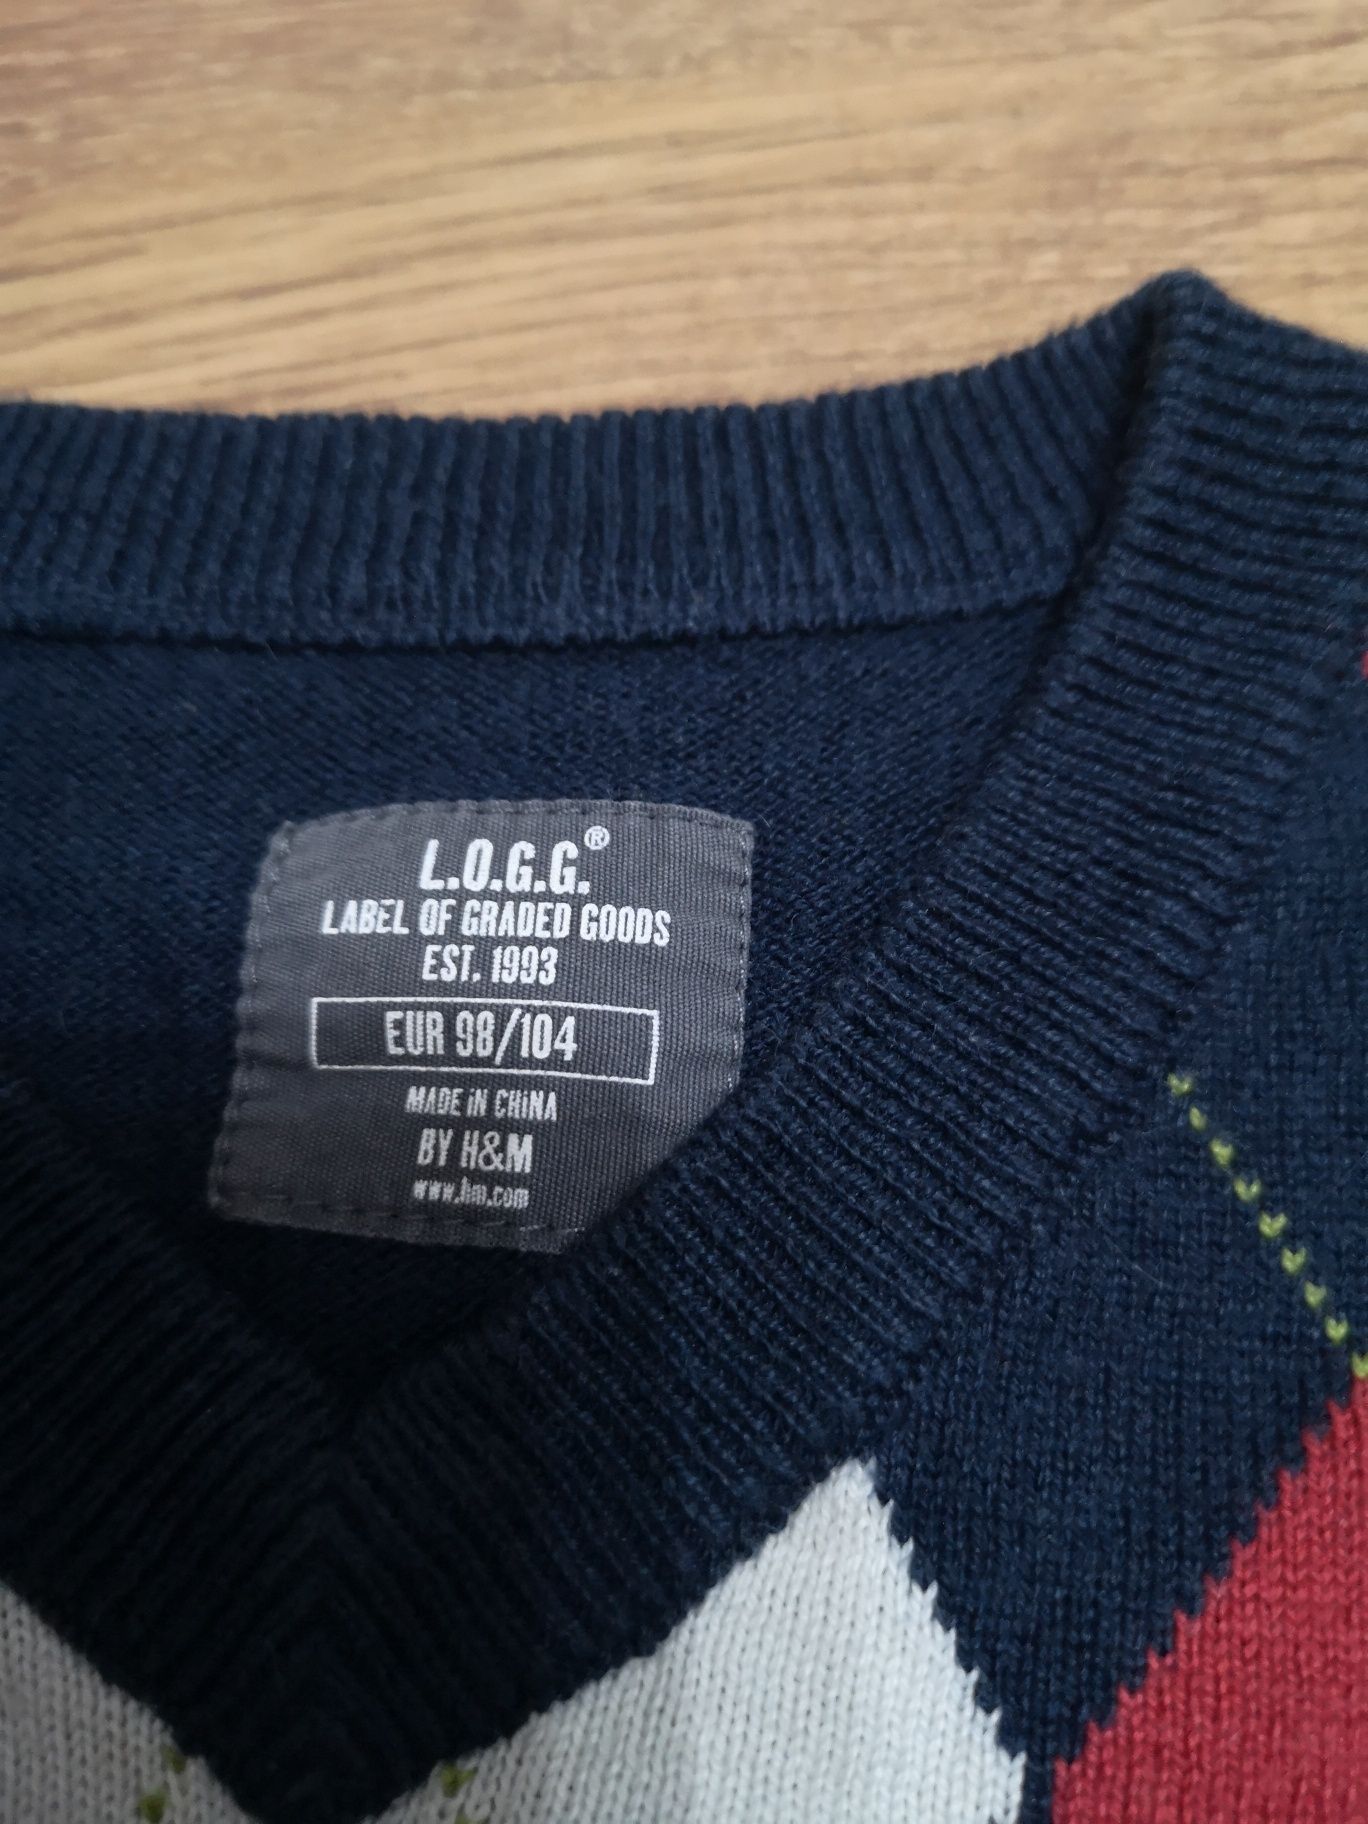 L.O.G.G.®
LABEL OF GRADED GOODS
EST. 1993
EUR 98/104
MADE IN CHINA
BY H&M
www.hm.com